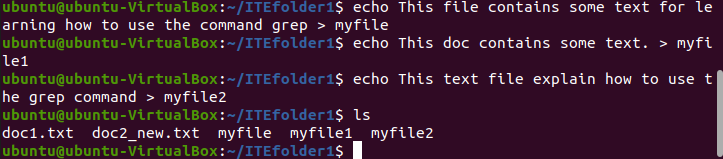 ubuntu@ubuntu-VirtualBox:~/ITEfolder1$ echo This file contains some text for le
arning how to use the command grep > myfile
ubuntu@ubuntu-VirtualBox:~/ITEfolder1$ echo This doc contains some text. > myfi
le1
ubuntu@ubuntu-VirtualBox:~/ITEfolder1$ echo This text file explain how to use t
he grep command > myfile2
ubuntu@ubuntu-VirtualBox:~/ITEfolder1$ ls
doc1.txt  doc2_new.txt  myfile  myfile1  myfile2
ubuntu@ubuntu-VirtualBox:~/ITEfolder1$